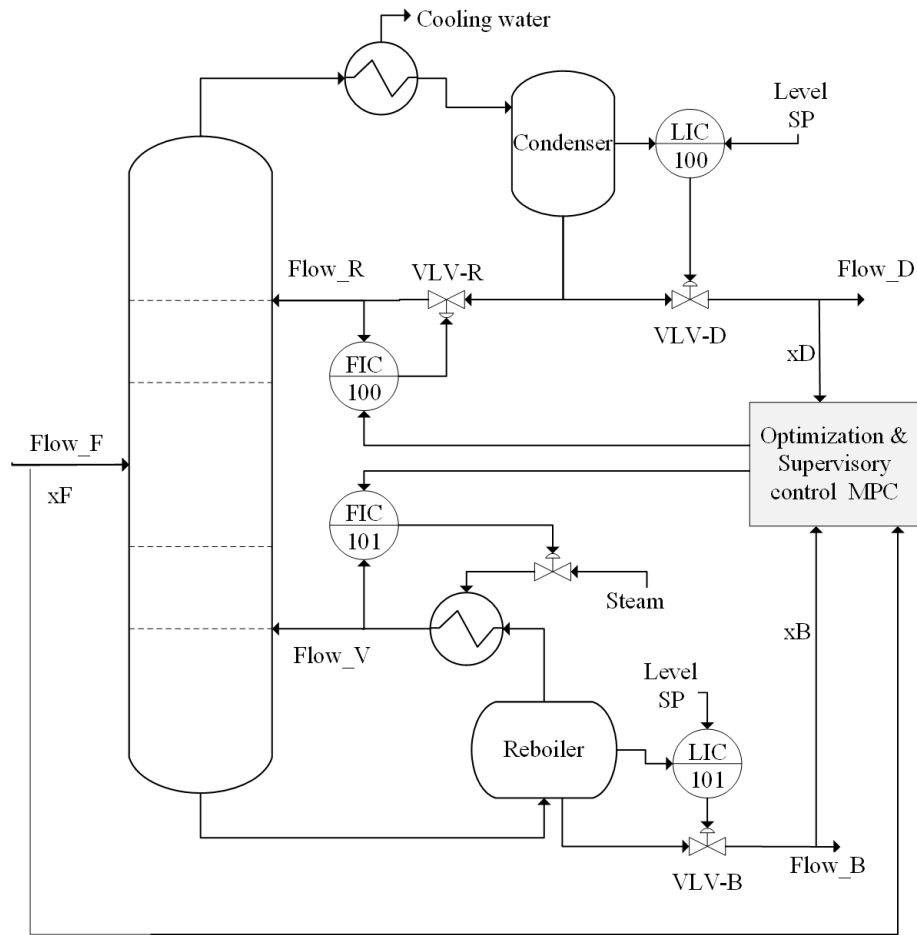 Cooling water
Level
SP
LIC
100
Condenser
Flow_R
VLV-R
Flow_D
VLV-D
xD
FIC
100
Flow_F
xF
Optimization &
Supervisory
control MPC
FIC
101
Steam
xB
Flow_V
Level
SP
Reboiler
LIC
101
Flow_B
VLV-B